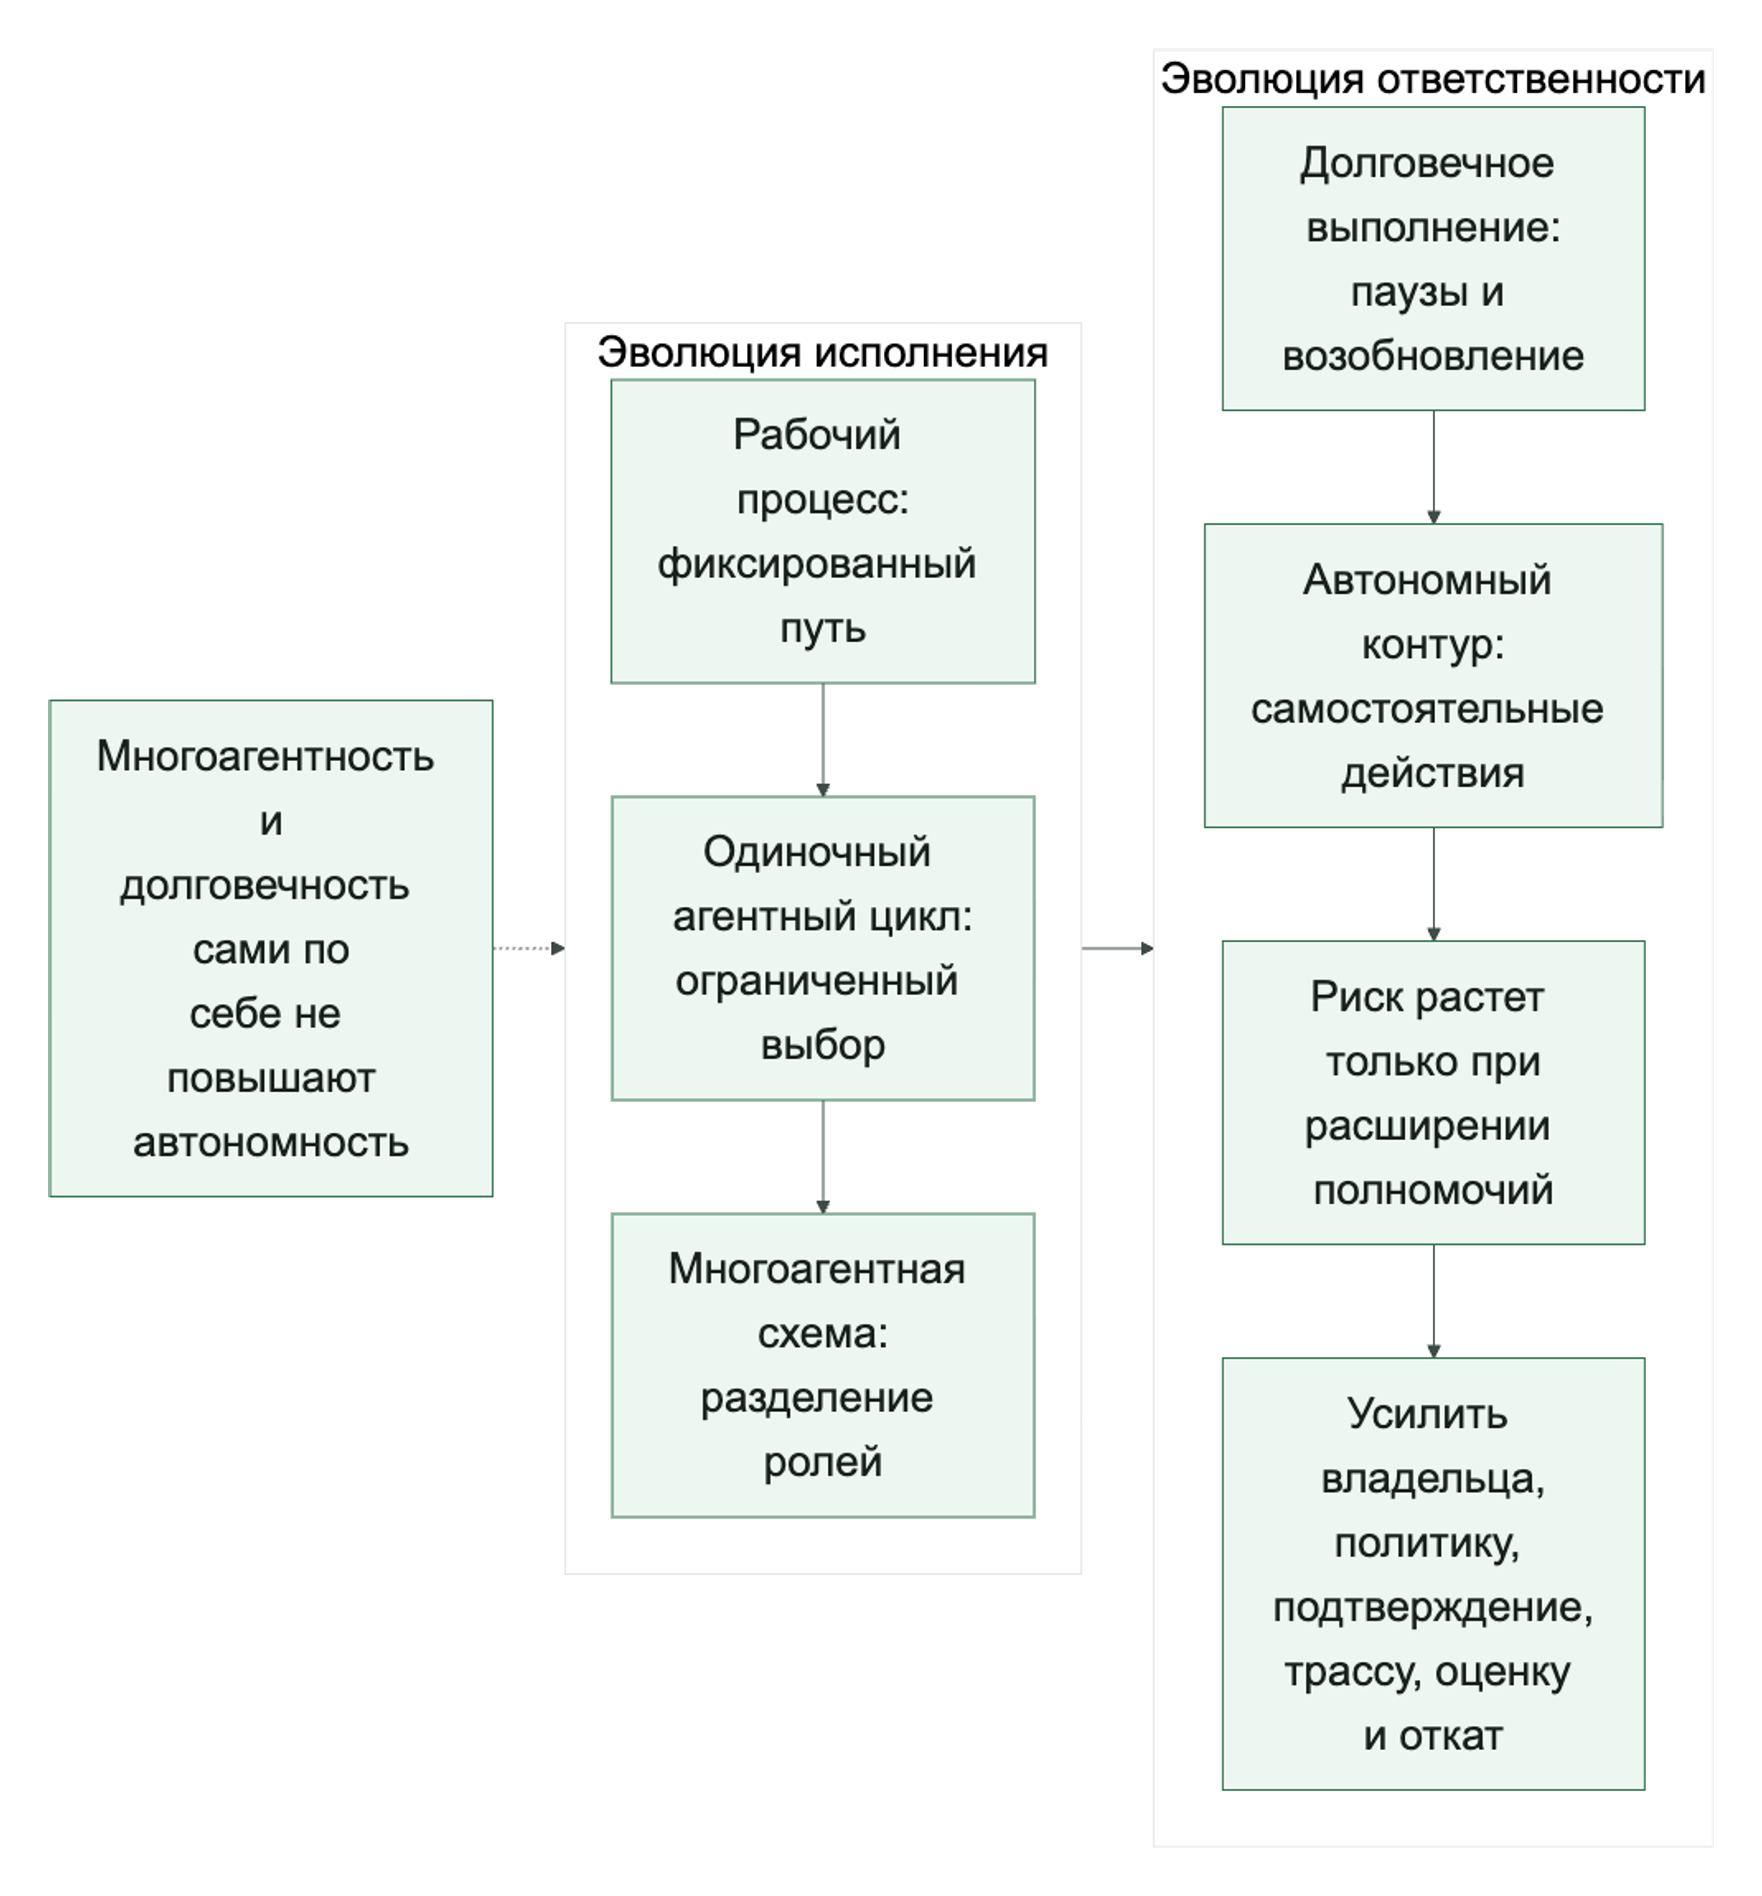 Многоагентность
и
долговечность
сами по
себе не
повышают
автономность
Эволюция исполнения
Рабочий
процесс:
фиксированный
путь
Одиночный
агентный цикл:
ограниченный
выбор
Многоагентная
схема:
разделение
ролей
Эволюция ответственности
Долговечное
выполнение:
паузы и
возобновление
Автономный
контур:
самостоятельные
действия
Риск растет
только при
расширении
полномочий
Усилить
владельца,
политику,
подтверждение,
трассу, оценку
и откат